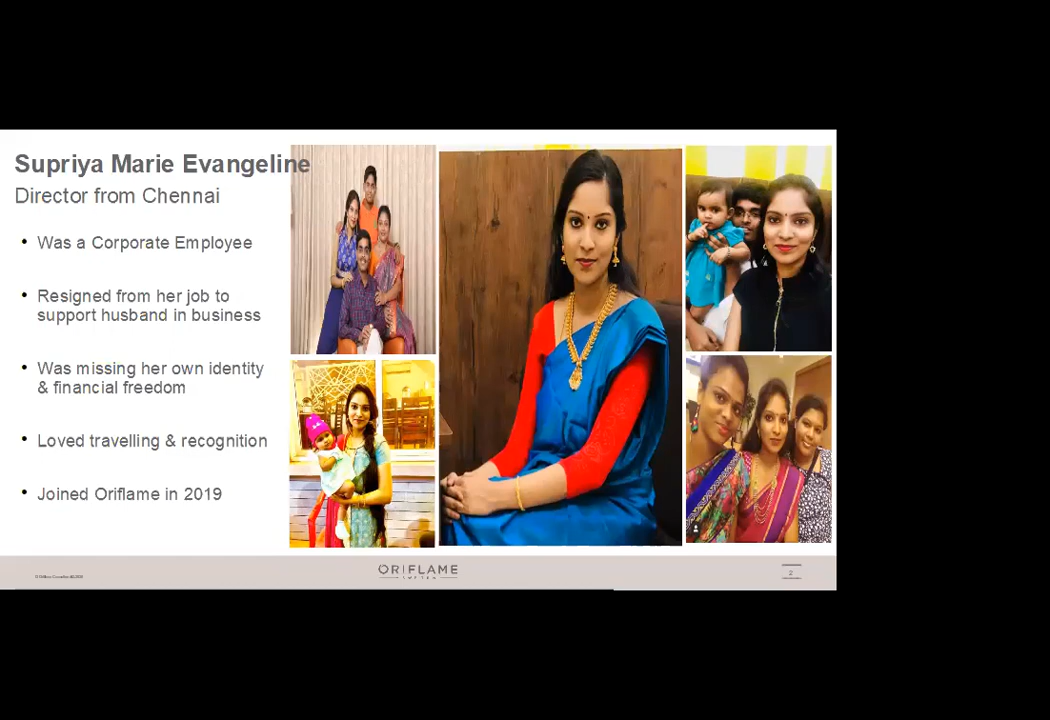 Supriya Marie Evangeline
Director from Chennai
• Was a Corporate Employee
• Resigned from her job to
support husband in business
• Was missing her own identity
& financial freedom
• Loved travelling & recognition
• Joined Oriflame in 2019
ORIFLAME
2